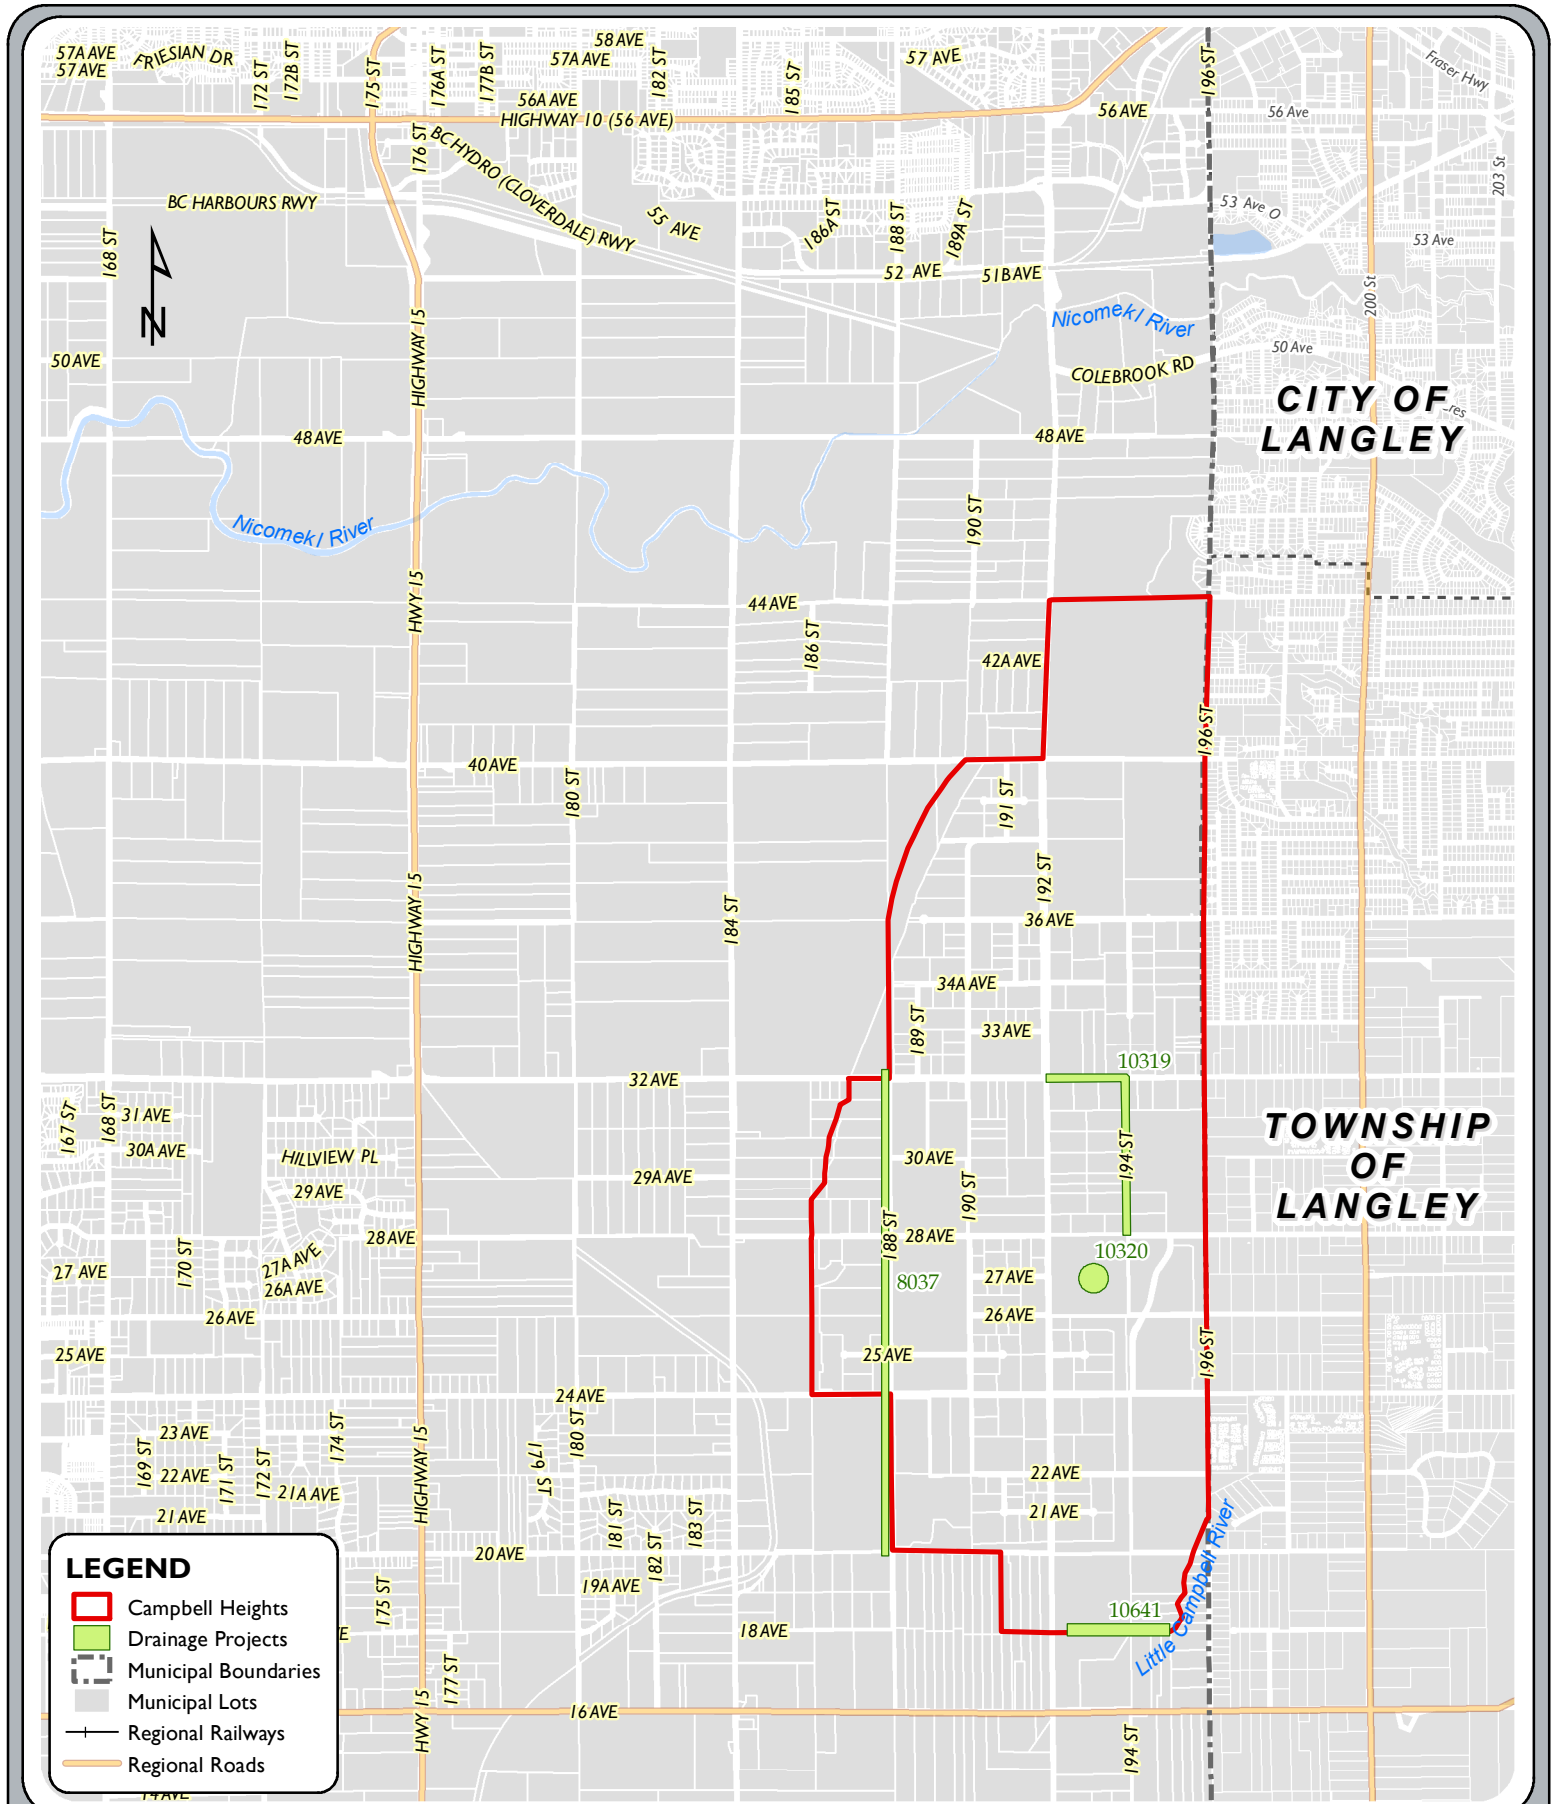 57A AVE
57 AVE
FRIESIAN DR
172 ST
172B ST
175 ST
176A ST
177B ST
58 AVE
57A AVE
182 ST
56A AVE
HIGHWAY 10 (56 AVE)
185 ST
57 AVE
56 AVE
196 ST
56 Ave
Fraser Hwy
203 St
176 ST
BC HYDRO (CLOVERDALE) RWY
BC HARBOURS RWY
168 ST
55 AVE
186A ST
188 ST
189A ST
52 AVE
51B AVE
53 Ave
53 Ave
200 St
N
Nicomekl River
50 Ave
50 AVE
HIGHWAY 15
COLEBROOK RD
CITY OF
LANGLEY
48 AVE
48 AVE
Nicomekl River
190 ST
HWY 15
44 AVE
186 ST
42A AVE
196 ST
40 AVE
180 ST
191 ST
192 ST
HIGHWAY 15
184 ST
36 AVE
34A AVE
189 ST
33 AVE
10319
32 AVE
167 ST
168 ST
31 AVE
30A AVE
HILLVIEW PL
29 AVE
29A AVE
30 AVE
190 ST
194 ST
TOWNSHIP
OF
LANGLEY
28 AVE
188 ST
28 AVE
10320
27 AVE
170 ST
27A AVE
26A AVE
8037
27 AVE
26 AVE
26 AVE
25 AVE
25 AVE
196 ST
24 AVE
23 AVE
174 ST
180 ST
169 ST
22 AVE
171 ST
172 ST
21A AVE
HIGHWAY 15
179 ST
22 AVE
21 AVE
181 ST
182 ST
183 ST
21 AVE
20 AVE
Little Campbell River
19A AVE
175 ST
10641
18 AVE
177 ST
HWY 15
16 AVE
194 ST
14 AVE
LEGEND
Campbell Heights
Drainage Projects
Municipal Boundaries
Municipal Lots
Regional Railways
Regional Roads